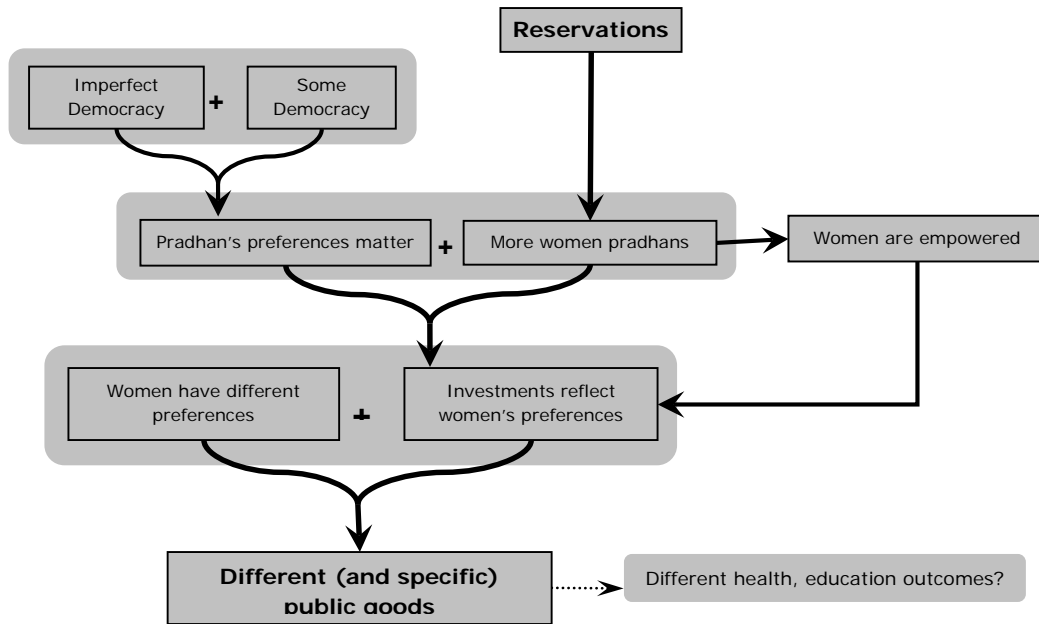 Reservations
Imperfect
Democracy
+
Some
Democracy
Pradhan's preferences matter
+
More women pradhans
Women are empowered
Women have different
preferences
+
Investments reflect
women's preferences
Different (and specific)
public goods
Different health, education outcomes?